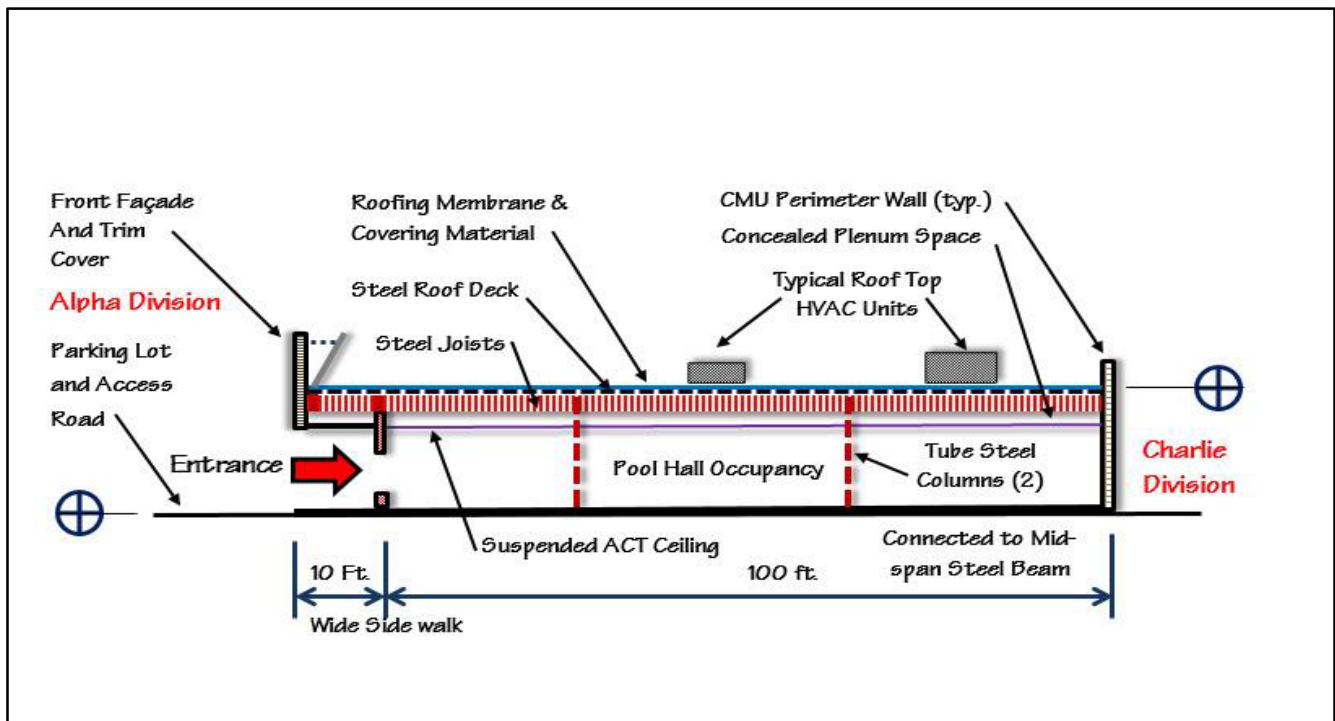 Front Façade
And Trim
Cover
Alpha Division
Parking Lot
and Access
Road
Entrance
Roofing Membrane &
Covering Material
Steel Roof Deck
Steel Joists
CMU Perimeter Wall (typ.)
Concealed Plenum Space
Typical Roof Top
HVAC Units
Pool Hall Occupancy
Tube Steel
Columns (2)
Charlie
Division
Suspended ACT Ceiling
Connected to Mid-
span Steel Beam
10 Ft.
100 ft.
Wide Side walk